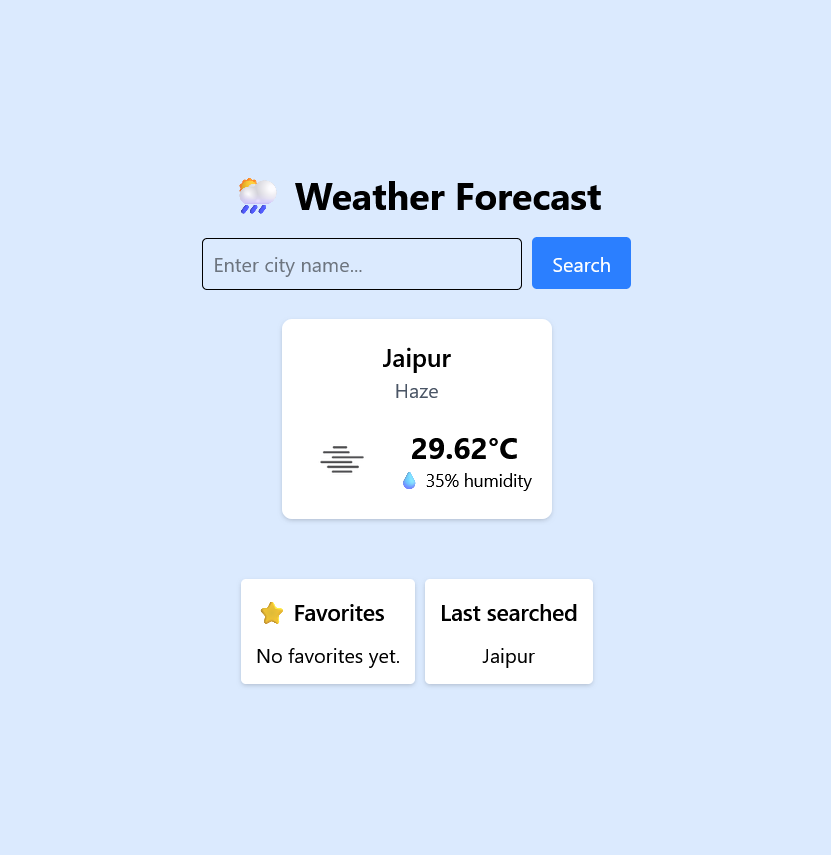 Weather Forecast
Enter city name...
Search
Jaipur
Haze
29.62°C
35% humidity
Favorites
No favorites yet.
Last searched
Jaipur